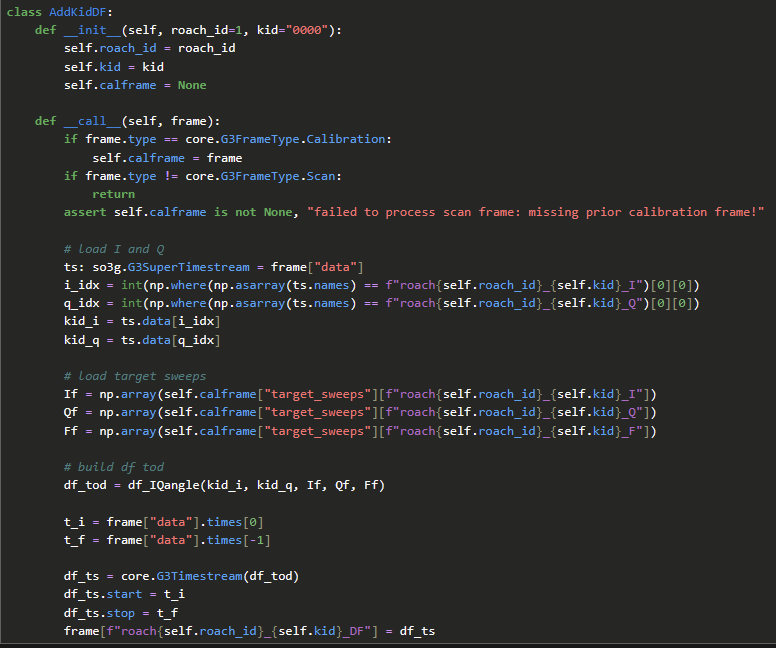 class AddKidDF:
    def __init__(self, roach_id=1, kid="0000"):
        self.roach_id = roach_id
        self.kid = kid
        self.calframe = None

    def __call__(self, frame):
        if frame.type == core.G3FrameType.Calibration:
            self.calframe = frame
        if frame.type != core.G3FrameType.Scan:
            return
        assert self.calframe is not None, "failed to process scan frame: missing prior calibration frame!"

        # load I and Q
        ts: so3g.G3SuperTimestream = frame["data"]
        i_idx = int(np.where(np.asarray(ts.names) == f"roach{self.roach_id}_{self.kid}_I")[0][0])
        q_idx = int(np.where(np.asarray(ts.names) == f"roach{self.roach_id}_{self.kid}_Q")[0][0])
        kid_i = ts.data[i_idx]
        kid_q = ts.data[q_idx]

        # load target sweeps
        If = np.array(self.calframe["target_sweeps"][f"roach{self.roach_id}_{self.kid}_I"])
        Qf = np.array(self.calframe["target_sweeps"][f"roach{self.roach_id}_{self.kid}_Q"])
        Ff = np.array(self.calframe["target_sweeps"][f"roach{self.roach_id}_{self.kid}_F"])

        # build df tod
        df_tod = df_IQangle(kid_i, kid_q, If, Qf, Ff)

        t_i = frame["data"].times[0]
        t_f = frame["data"].times[-1]

        df_ts = core.G3Timestream(df_tod)
        df_ts.start = t_i
        df_ts.stop = t_f
        frame[f"roach{self.roach_id}_{self.kid}_DF"] = df_ts